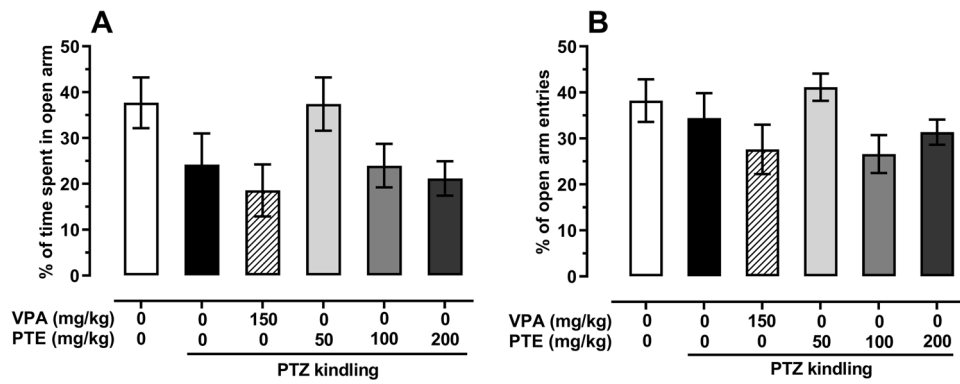 A
% of time spent in open arm
50
40
30
20
10
0
VPA (mg/kg) 0 0 150 0 0 0
PTE (mg/kg) 0 0 0 50 100 200
PTZ kindling
B
% of open arm entries
50
40
30
20
10
0
VPA (mg/kg) 0 0 150 0 0 0
PTE (mg/kg) 0 0 0 50 100 200
PTZ kindling